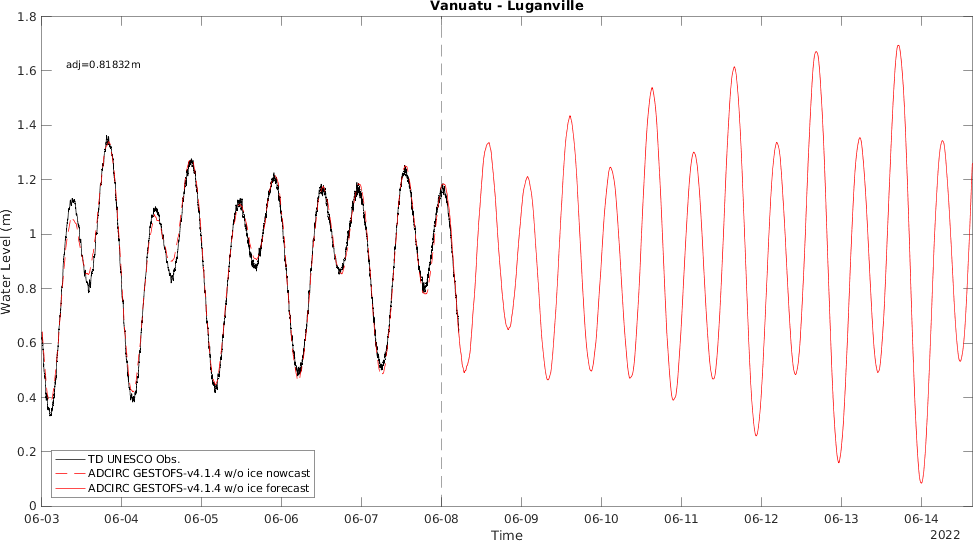 Vanuatu - Luganville
1.8
1.6
1.4
1.2
1
0.8
0.6
0.4
0.2
0
Water Level (m)
adj=0.81832m
TD UNESCO Obs.
ADCIRC GESTOFS-v4.1.4 w/o ice nowcast
ADCIRC GESTOFS-v4.1.4 w/o ice forecast
06-03 06-04 06-05 06-06 06-07 06-08 06-09 06-10 06-11 06-12 06-13 06-14
Time
2022